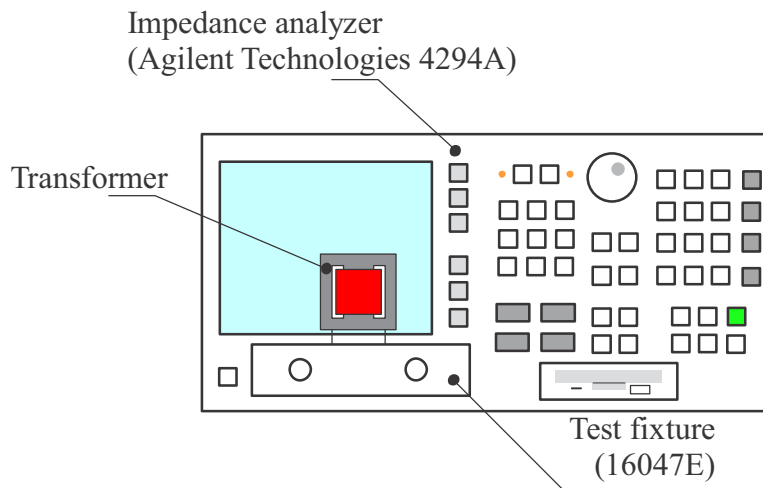 Impedance analyzer
(Agilent Technologies 4294A)
Transformer
Test fixture
(16047E)